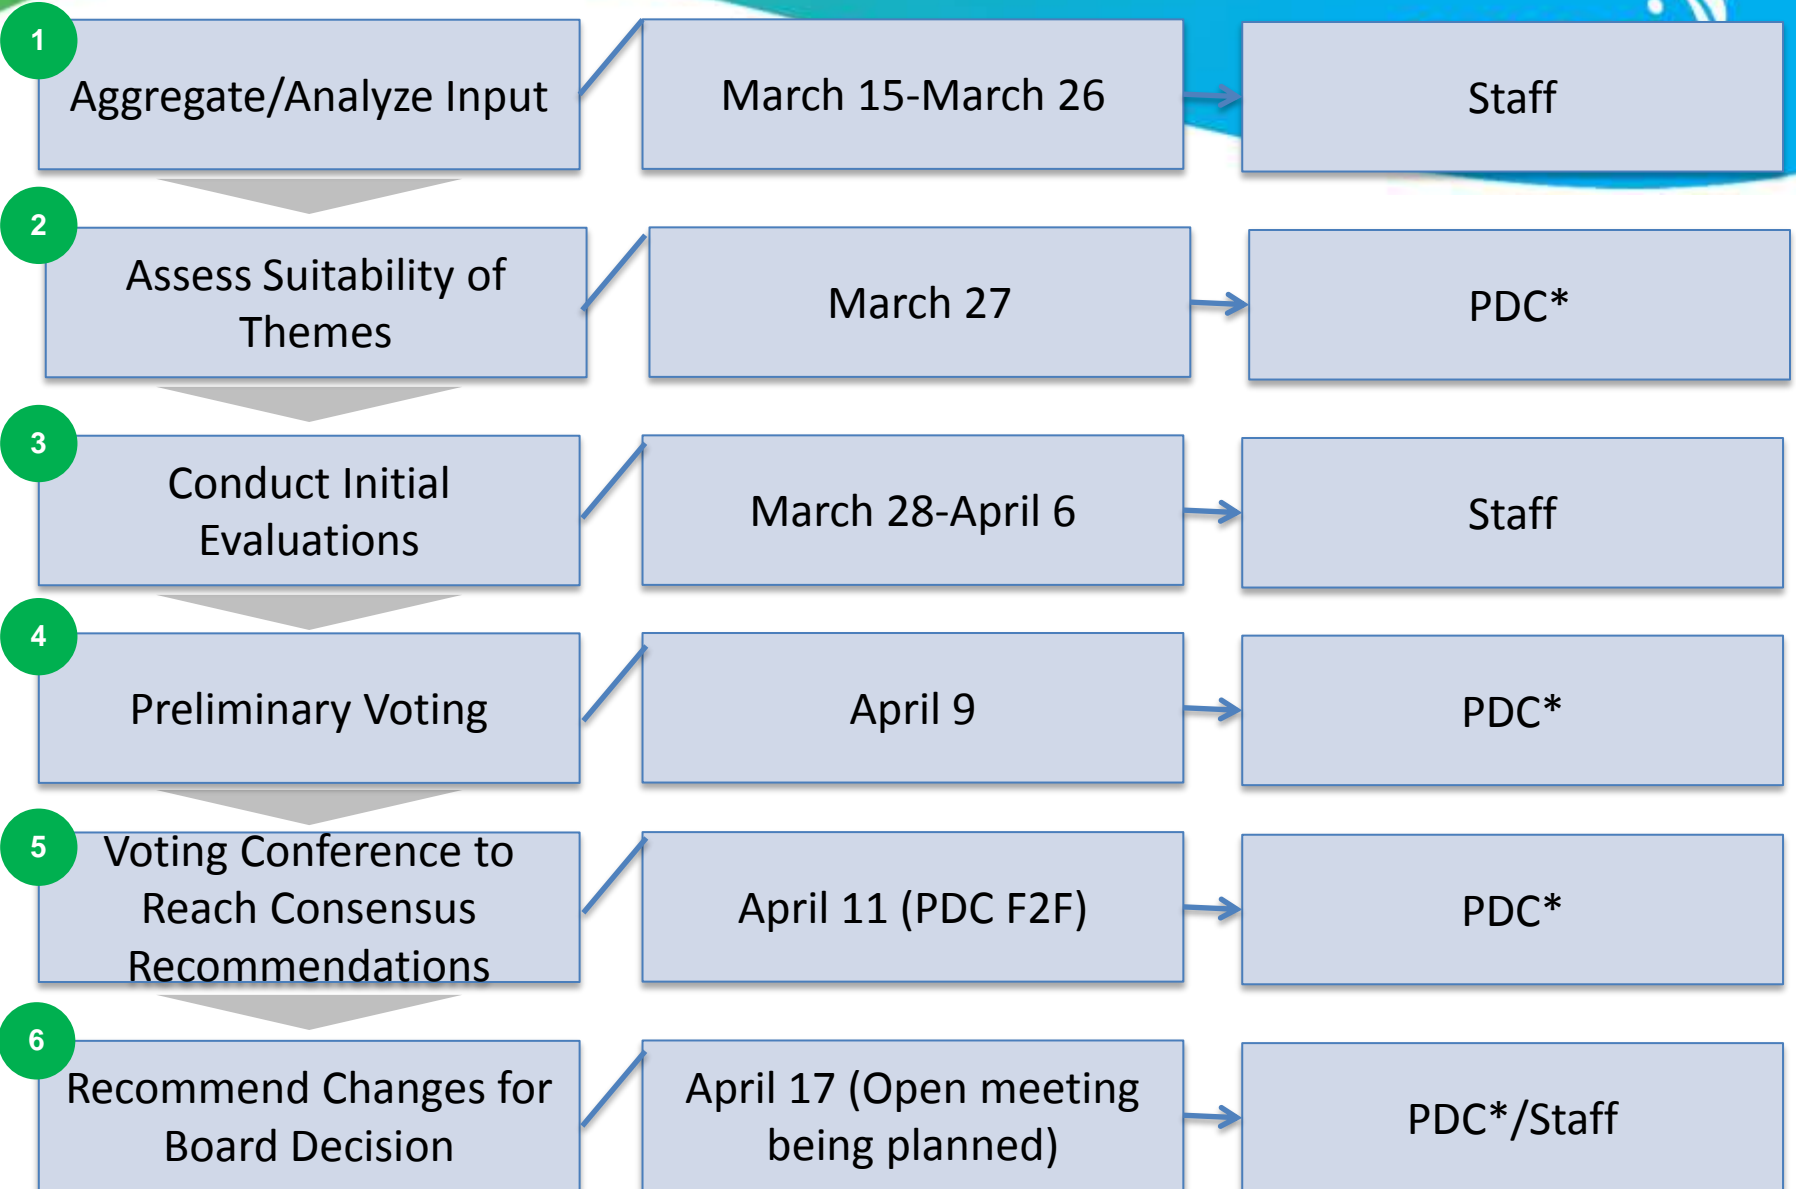 1
Aggregate/Analyze Input
March 15-March 26
Staff
2
Assess Suitability of
Themes
March 27
PDC*
3
Conduct Initial
Evaluations
March 28-April 6
Staff
4
Preliminary Voting
April 9
PDC*
5
Voting Conference to
Reach Consensus
Recommendations
April 11 (PDC F2F)
PDC*
6
Recommend Changes for
Board Decision
April 17 (Open meeting
being planned)
PDC*/Staff